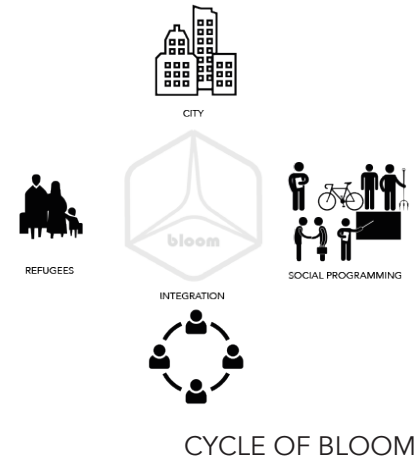 CITY
bloom
REFUGEES
SOCIAL PROGRAMMING
INTEGRATION
CYCLE OF BLOOM